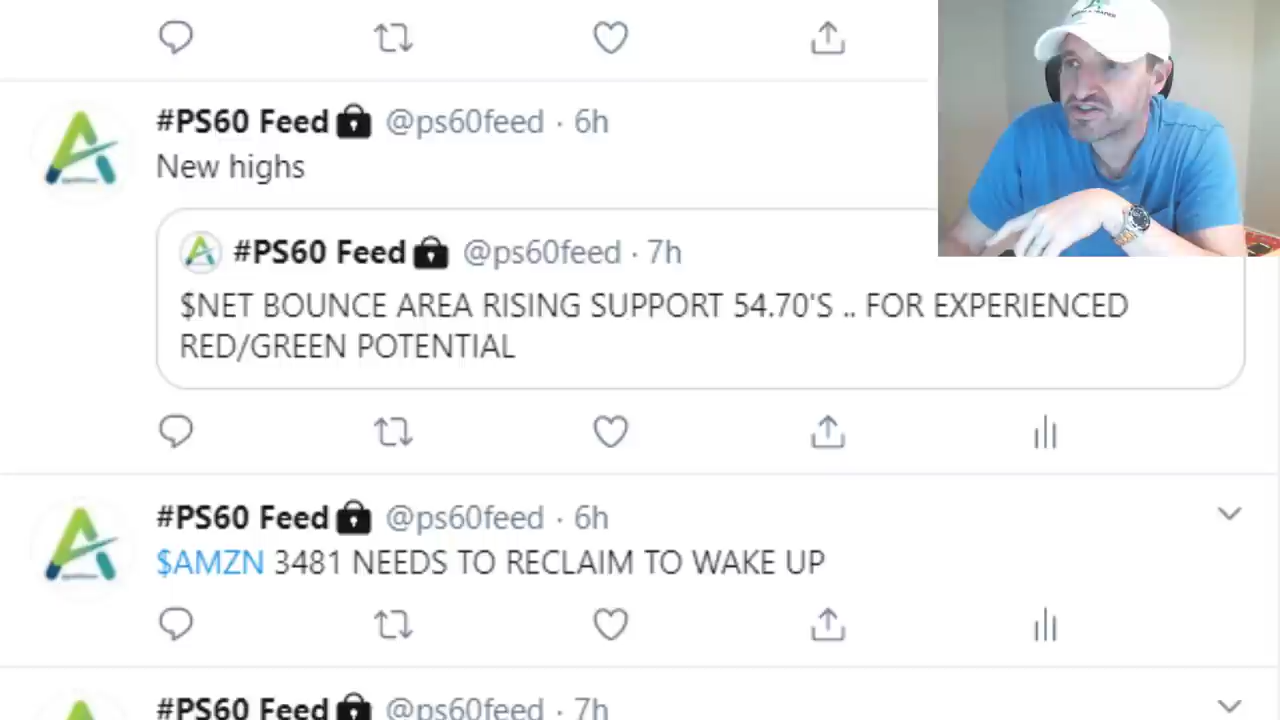 #PS60 Feed🔒 @ps60feed · 6h
New highs
#PS60 Feed🔒 @ps60feed · 7h
$NET BOUNCE AREA RISING SUPPORT 54.70'S .. FOR EXPERIENCED
RED/GREEN POTENTIAL
#PS60 Feed🔒 @ps60feed · 6h
$AMZN 3481 NEEDS TO RECLAIM TO WAKE UP
#PS60 Feed🔒 @ps60feed · 7h